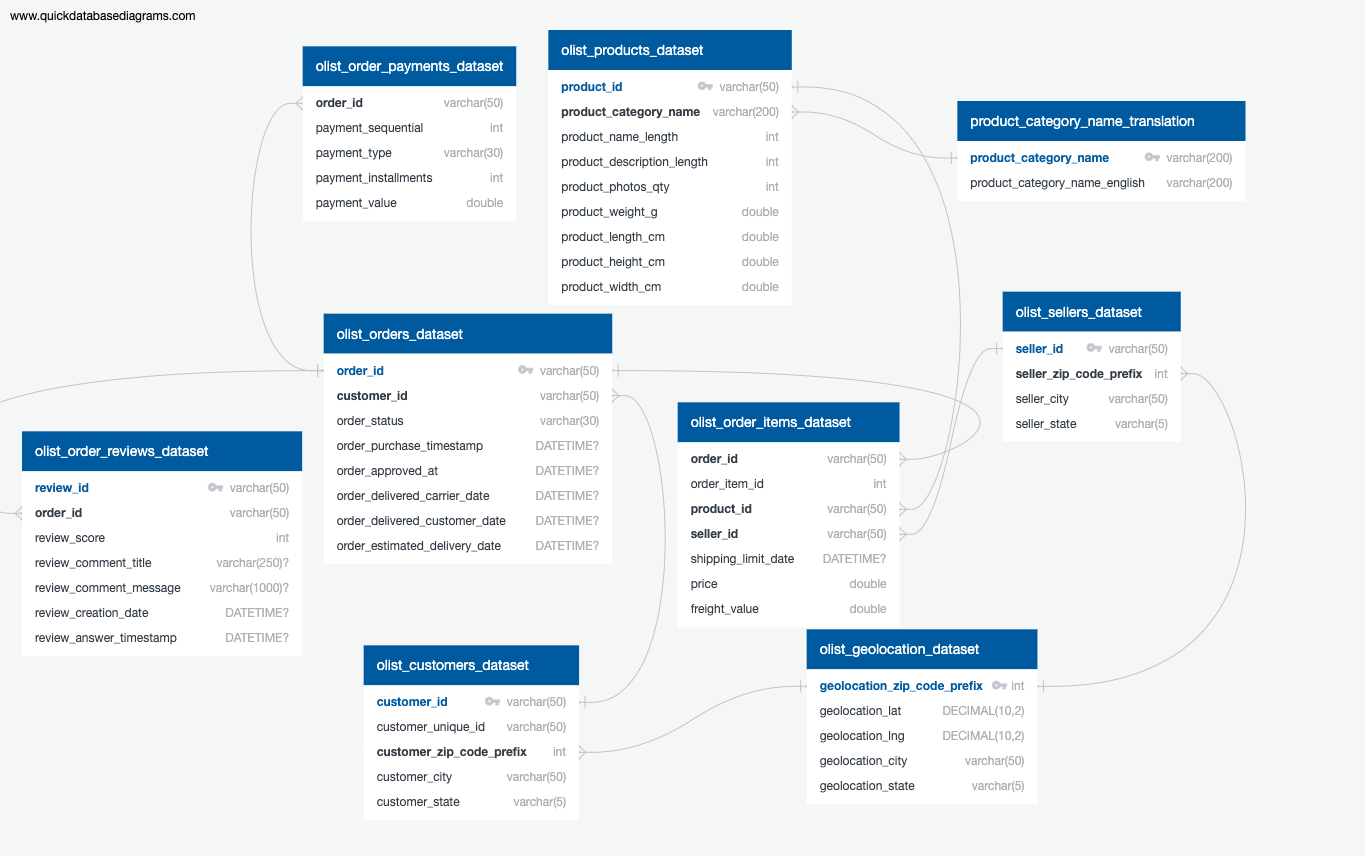 www.quickdatabasediagrams.com
olist_order_payments_dataset
order_id varchar(50)
payment_sequential int
payment_type varchar(30)
payment_installments int
payment_value double
olist_products_dataset
product_id varchar(50)
product_category_name varchar(200)
product_name_length int
product_description_length int
product_photos_qty int
product_weight_g double
product_length_cm double
product_height_cm double
product_width_cm double
product_category_name_translation
product_category_name varchar(200)
product_category_name_english varchar(200)
olist_orders_dataset
order_id varchar(50)
customer_id varchar(50)
order_status varchar(30)
order_purchase_timestamp DATETIME?
order_approved_at DATETIME?
order_delivered_carrier_date DATETIME?
order_delivered_customer_date DATETIME?
order_estimated_delivery_date DATETIME?
olist_sellers_dataset
seller_id varchar(50)
seller_zip_code_prefix int
seller_city varchar(50)
seller_state varchar(5)
olist_order_reviews_dataset
review_id varchar(50)
order_id varchar(50)
review_score int
review_comment_title varchar(250)?
review_comment_message varchar(1000)?
review_creation_date DATETIME?
review_answer_timestamp DATETIME?
olist_order_items_dataset
order_id varchar(50)
order_item_id int
product_id varchar(50)
seller_id varchar(50)
shipping_limit_date DATETIME?
price double
freight_value double
olist_customers_dataset
customer_id varchar(50)
customer_unique_id varchar(50)
customer_zip_code_prefix int
customer_city varchar(50)
customer_state varchar(5)
olist_geolocation_dataset
geolocation_zip_code_prefix int
geolocation_lat DECIMAL(10,2)
geolocation_lng DECIMAL(10,2)
geolocation_city varchar(50)
geolocation_state varchar(5)